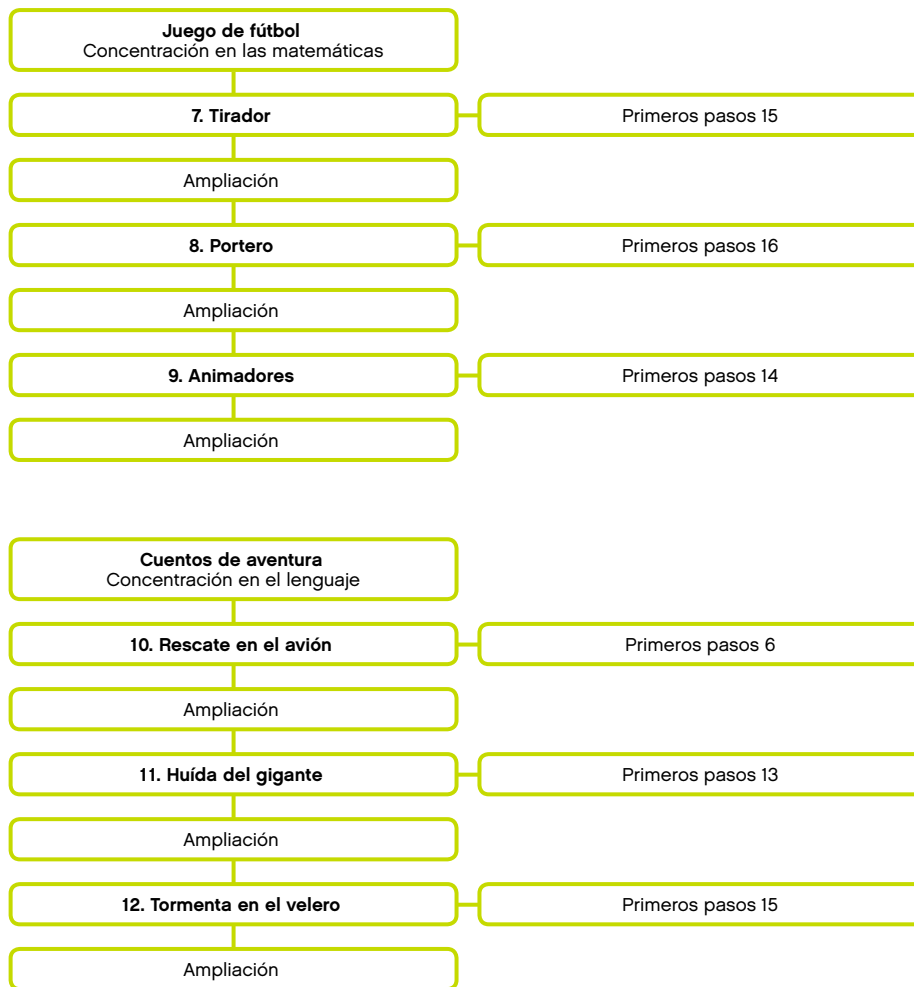 Juego de fútbol
Concentración en las matemáticas
7. Tirador
Primeros pasos 15
Ampliación
8. Portero
Primeros pasos 16
Ampliación
9. Animadores
Primeros pasos 14
Ampliación
Cuentos de aventura
Concentración en el lenguaje
10. Rescate en el avión
Primeros pasos 6
Ampliación
11. Huída del gigante
Primeros pasos 13
Ampliación
12. Tormenta en el velero
Primeros pasos 15
Ampliación